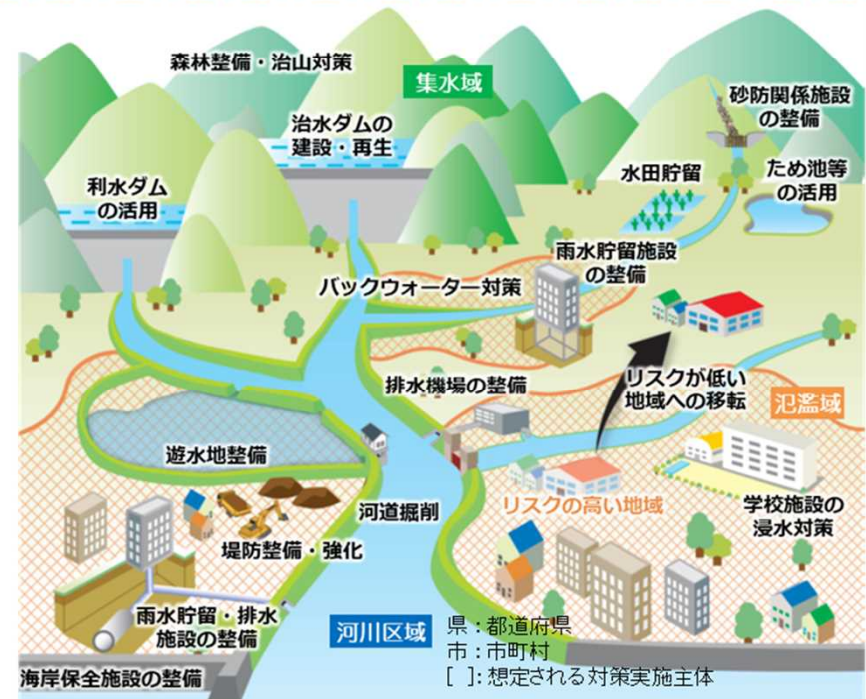 森林整備・治山対策
集水域
砂防関係施設
の整備
治水ダムの
建設・再生
水田貯留
ため池等
の活用
利水ダム
の活用
雨水貯留施設
の整備
バックウォーター対策
排水機場の整備
リスクが低い
地域への移転
氾濫域
遊水地整備
リスクの高い地域
学校施設の
浸水対策
河道掘削
堤防整備・強化
雨水貯留・排水
施設の整備
河川区域
県:都道府県
市:市町村
[ ]:想定される対策実施主体
海岸保全施設の整備